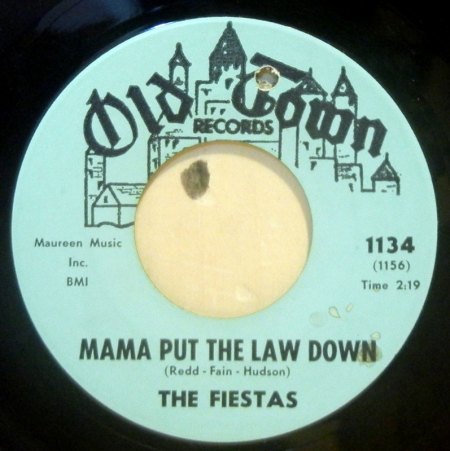 Old Town
RECORDS
Maureen Music
Inc.
BMI
1134
(1156)
Time 2:19
MAMA PUT THE LAW DOWN
(Redd - Fain - Hudson)
THE FIESTAS